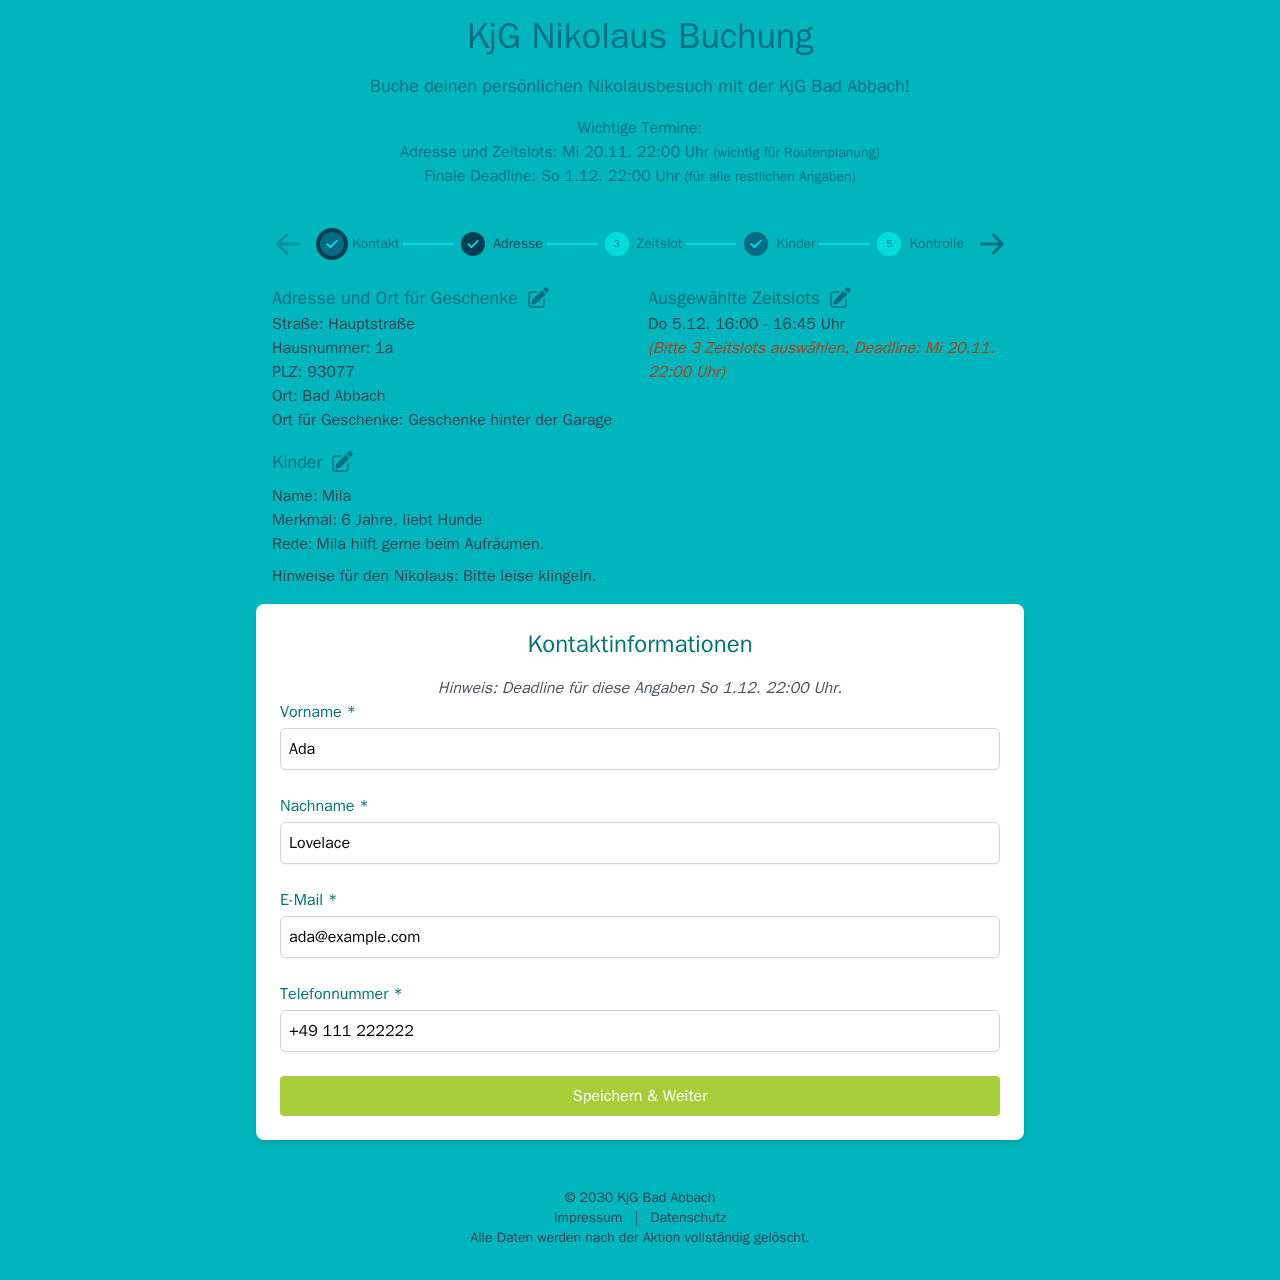 KjG Nikolaus Buchung
Buche deinen persönlichen Nikolausbesuch mit der KjG Bad Abbach!
Wichtige Termine:
Adresse und Zeitslots: Mi 20.11. 22:00 Uhr (wichtig für Routenplanung)
Finale Deadline: So 1.12. 22:00 Uhr (für alle restlichen Angaben)
Kontakt Adresse 3 Zeitslot Kinder 5 Kontrolle
Adresse und Ort für Geschenke
Straße: Hauptstraße
Hausnummer: 1a
PLZ: 93077
Ort: Bad Abbach
Ort für Geschenke: Geschenke hinter der Garage
Ausgewählte Zeitslots
Do 5.12. 16:00 - 16:45 Uhr
(Bitte 3 Zeitslots auswählen, Deadline: Mi 20.11.
22:00 Uhr)
Kinder
Name: Mila
Merkmal: 6 Jahre, liebt Hunde
Rede: Mila hilft gerne beim Aufräumen.
Hinweise für den Nikolaus: Bitte leise klingeln.
Kontaktinformationen
Hinweis: Deadline für diese Angaben So 1.12. 22:00 Uhr.
Vorname *
Ada
Nachname *
Lovelace
E-Mail *
ada@example.com
Telefonnummer *
+49 111 222222
Speichern & Weiter
© 2030 KjG Bad Abbach
Impressum | Datenschutz
Alle Daten werden nach der Aktion vollständig gelöscht.